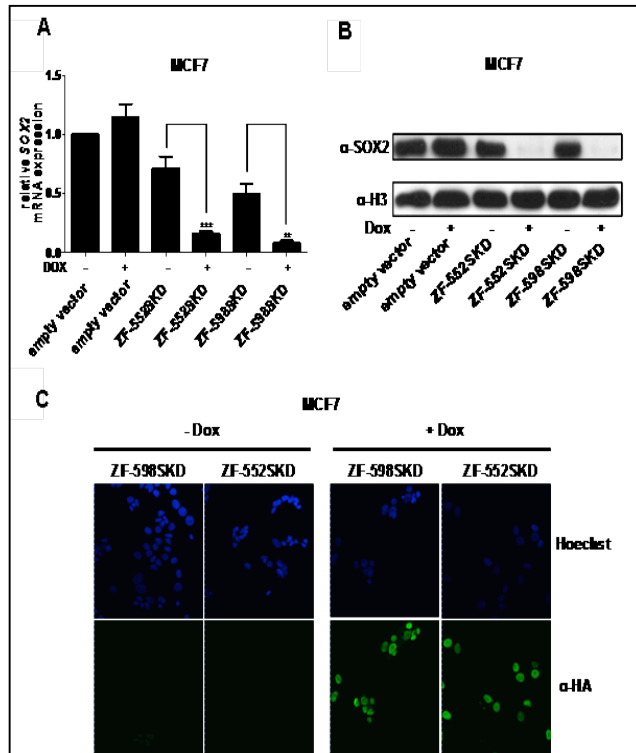 A
MCF7
relative SOX2
mRNA expression
1.5
1.0
0.5
0.0
***
**
DOX - + - + - +
empty vector
empty vector
ZF-552SKD
ZF-552SKD
ZF-598SKD
ZF-598SKD
B
MCF7
α-SOX2
α-H3
Dox - + - + - +
empty vector
empty vector
ZF-552SKD
ZF-552SKD
ZF-598SKD
ZF-598SKD
C
MCF7
- Dox
+ Dox
ZF-598SKD ZF-552SKD ZF-598SKD ZF-552SKD
Hoechst
α-HA